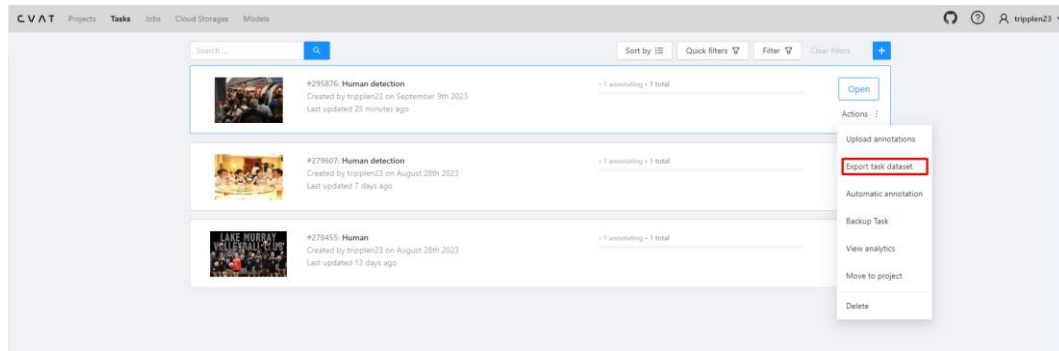 CVAT Projects Tasks Jobs Cloud Storages Models tripplen23
Search ... Sort by Quick filters Filter Clear filters +
#295876: Human detection
Created by tripplen23 on September 9th 2023
Last updated 25 minutes ago
• 1 annotating • 1 total
Open
Actions
Upload annotations
Export task dataset
Automatic annotation
Backup Task
View analytics
Move to project
Delete
#279607: Human detection
Created by tripplen23 on August 28th 2023
Last updated 7 days ago
• 1 annotating • 1 total
LAKE MURRAY
VOLLEYBALL CLUB
#278455: Human
Created by tripplen23 on August 28th 2023
Last updated 13 days ago
• 1 annotating • 1 total